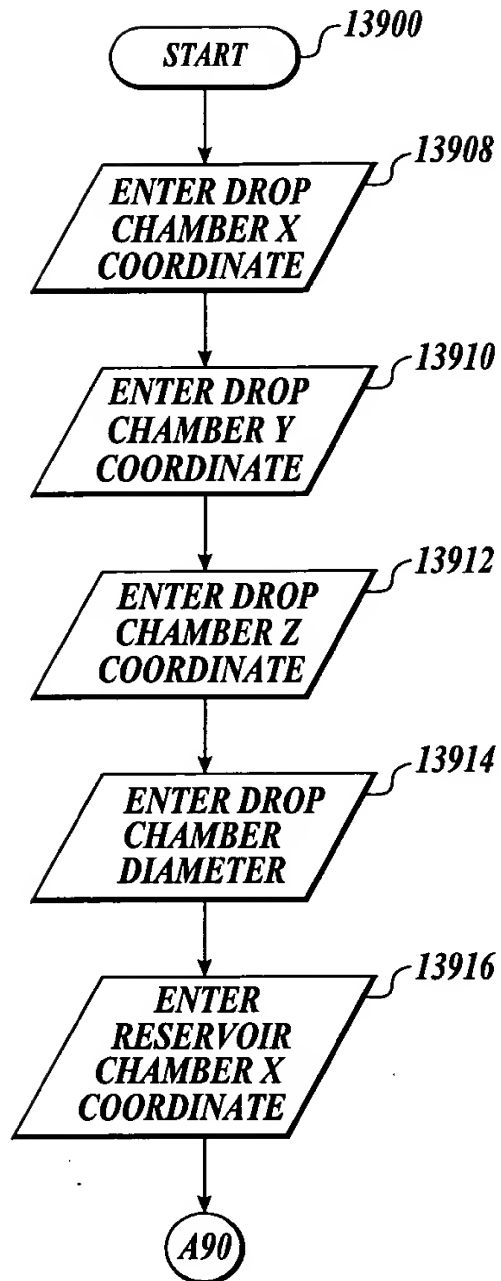 13900
START
13908
ENTER DROP
CHAMBER X
COORDINATE
13910
ENTER DROP
CHAMBER Y
COORDINATE
13912
ENTER DROP
CHAMBER Z
COORDINATE
13914
ENTER DROP
CHAMBER
DIAMETER
13916
ENTER
RESERVOIR
CHAMBER X
COORDINATE
A90